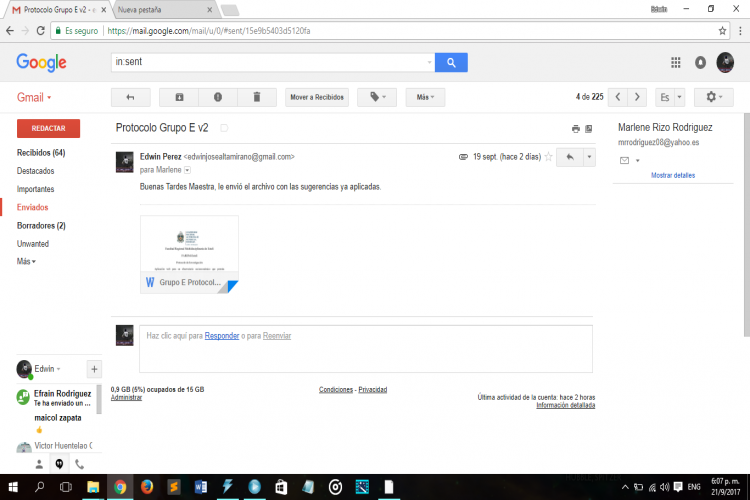 Protocolo Grupo E v2 - e
Nueva pestaña
Edwin
Es seguro | https://mail.google.com/mail/u/0/#sent/15e9b5403d5120fa
Google
in:sent
Gmail
Mover a Recibidos
Más
4 de 225
Es
REDACTAR
Recibidos (64)
Destacados
Importantes
Enviados
Borradores (2)
Unwanted
Más
Protocolo Grupo E v2
Edwin Perez <edwinjosealtamirano@gmail.com>
19 sept. (hace 2 días)
para Marlene
Buenas Tardes Maestra, le envió el archivo con las sugerencias ya aplicadas.
W Grupo E Protocol...
Marlene Rizo Rodriguez
mrrodriguez08@yahoo.es
Mostrar detalles
Haz clic aquí para Responder o para Reenviar
0,9 GB (5%) ocupados de 15 GB
Administrar
Condiciones - Privacidad
Última actividad de la cuenta: hace 2 horas
Información detallada
Edwin
Efrain Rodriguez
Te ha enviado un ...
maicol zapata
Victor Huentelao C
ENG
6:07 p. m.
21/9/2017